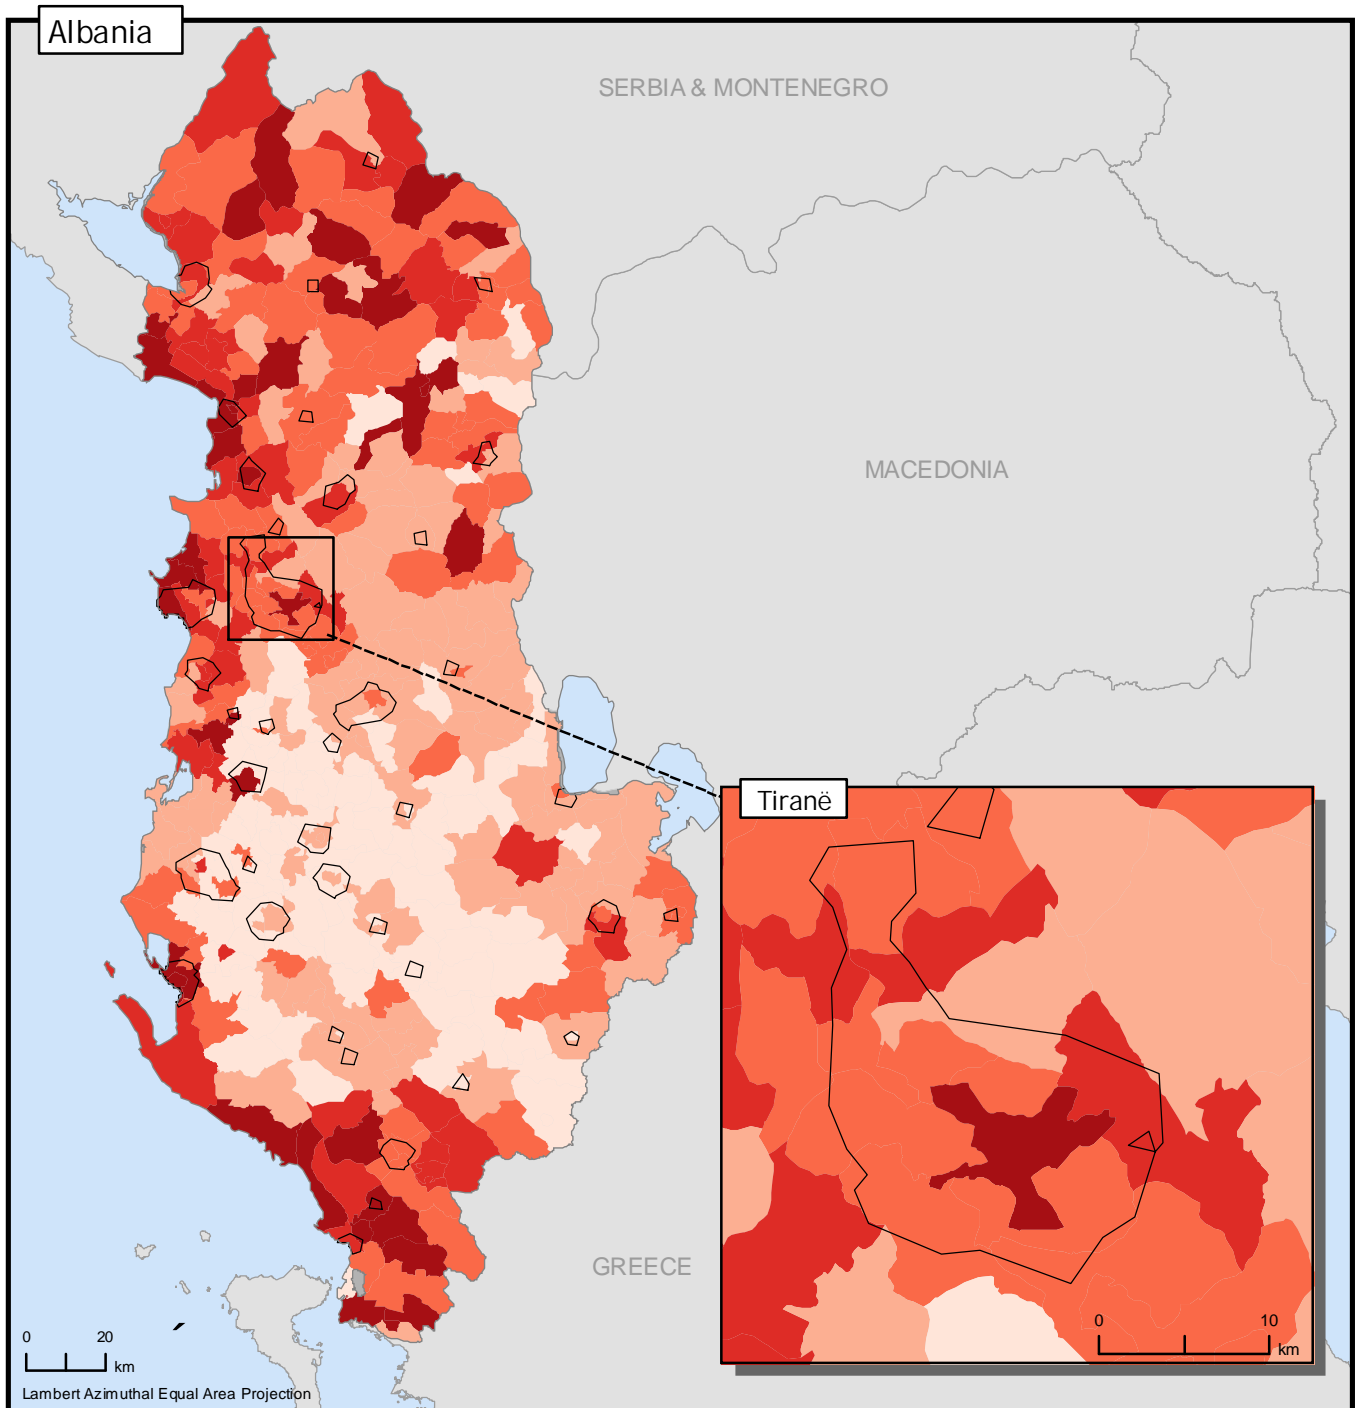 Albania
SERBIA & MONTENEGRO
MACEDONIA
Tiranë
GREECE
0 10
km
0 20
km
Lambert Azimuthal Equal Area Projection